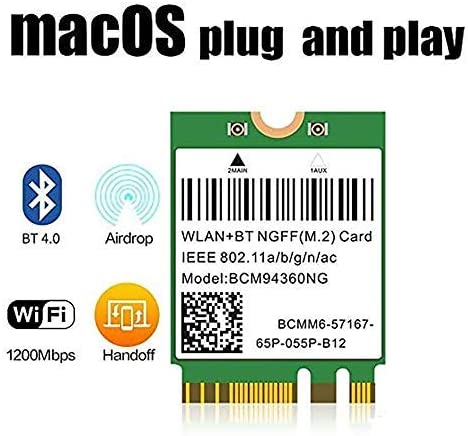 macOS plug and play
2MAIN
1AUX
WLAN+BT NGFF(M.2) Card
IEEE 802.11a/b/g/n/ac
Model:BCM94360NG
BCMM6-57167-
65P-055P-B12
BT 4.0
Airdrop
WiFi
1200Mbps
Handoff